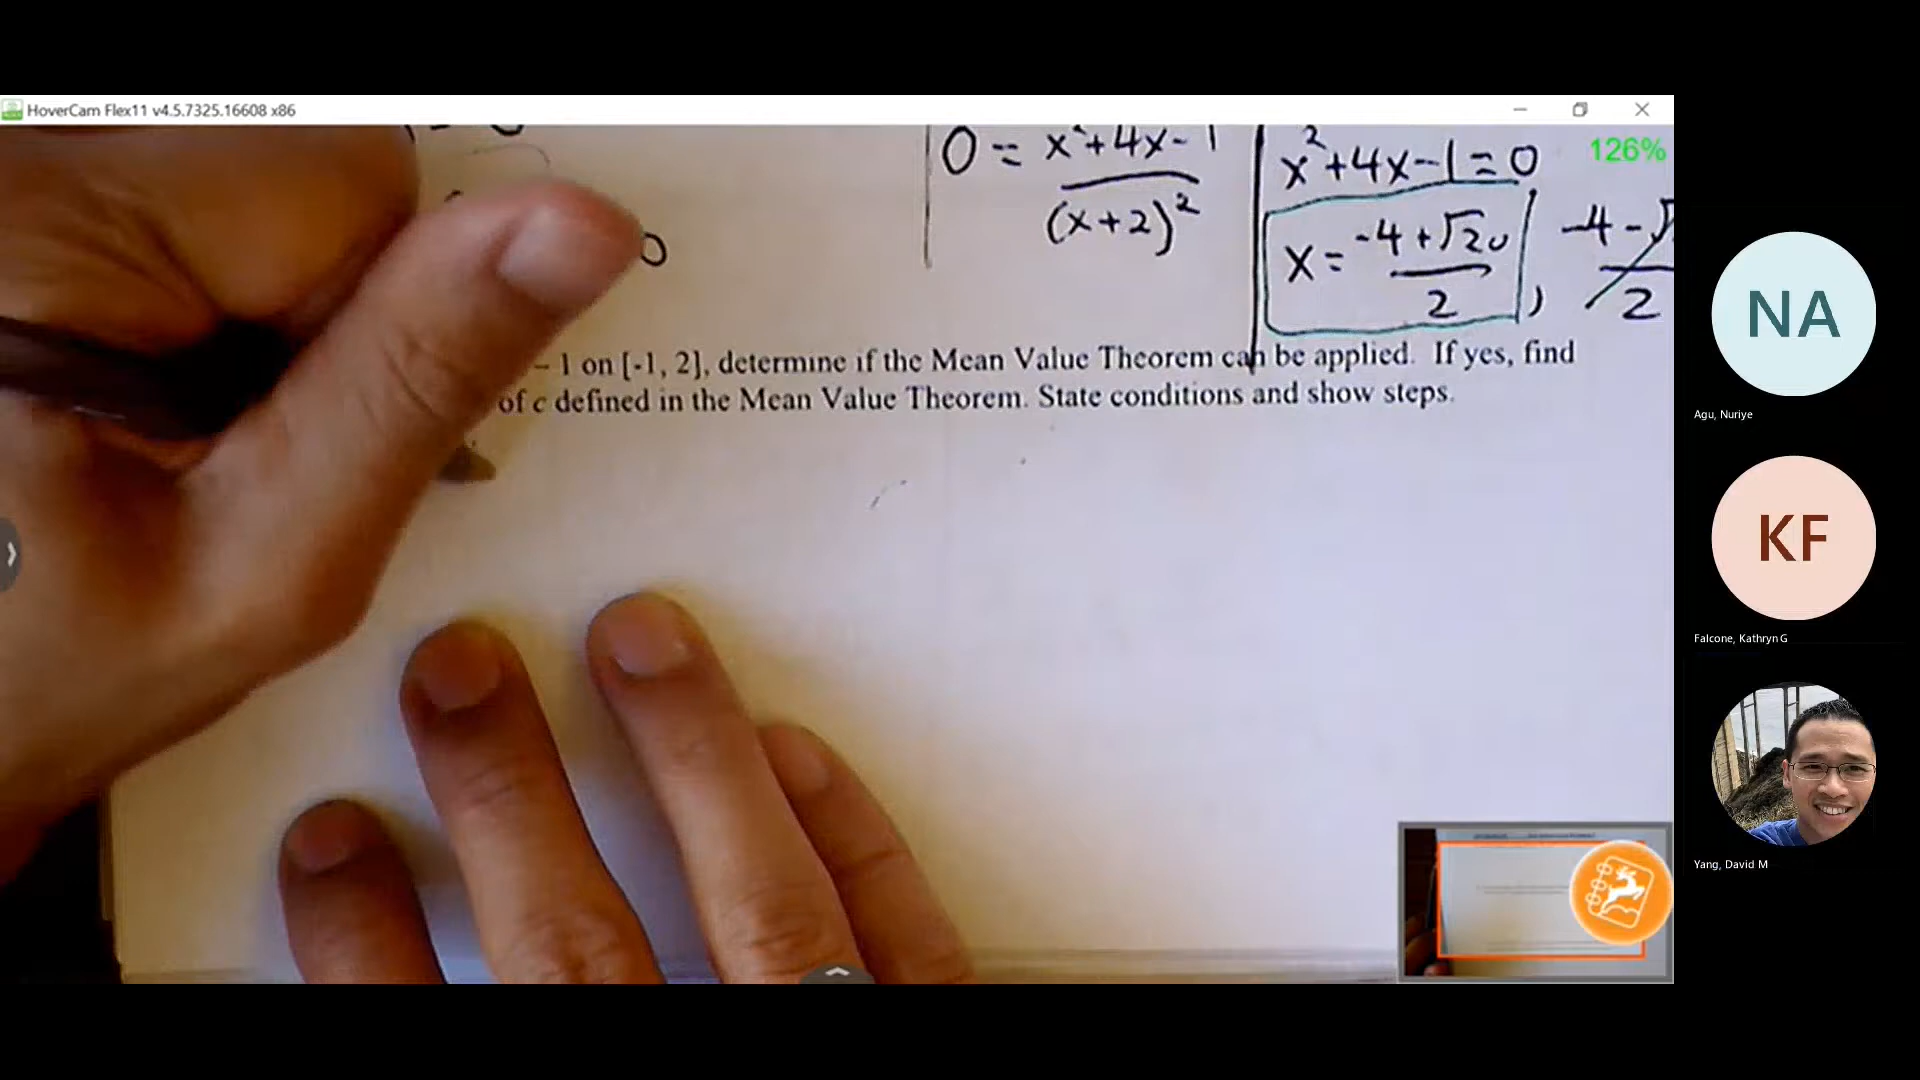 HoverCam Flex11 v4.5.7325.16608 x86
126%
0 = x²+4x-1
(x+2)²
x²+4x-1=0
x = -4+√20
2
, -4-√
2
0
– 1 on [-1, 2], determine if the Mean Value Theorem can be applied. If yes, find
of c defined in the Mean Value Theorem. State conditions and show steps.
NA
Agu, Nuriye
KF
Falcone, Kathryn G
Yang, David M